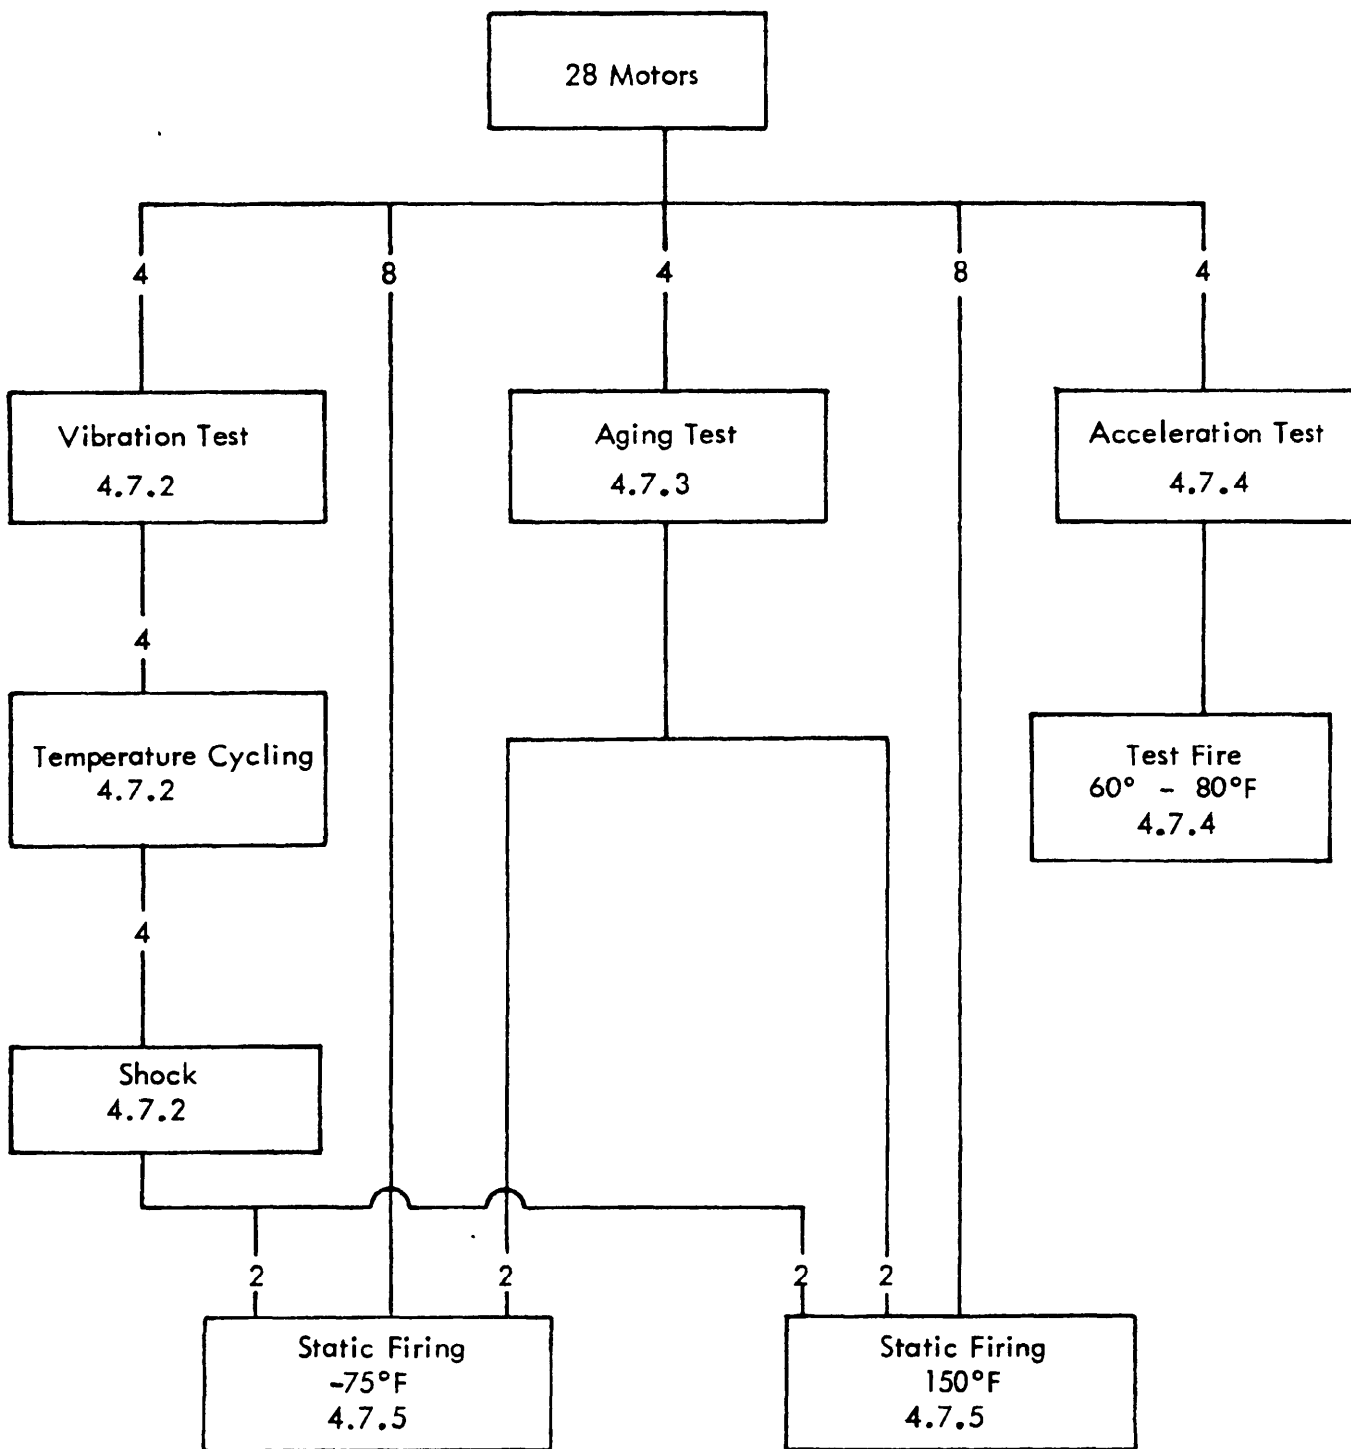 28 Motors
4 8 4 8 4
Vibration Test
4.7.2
Aging Test
4.7.3
Acceleration Test
4.7.4
4
Temperature Cycling
4.7.2
Test Fire
60° - 80°F
4.7.4
4
Shock
4.7.2
2 2 2 2
Static Firing
-75°F
4.7.5
Static Firing
150°F
4.7.5